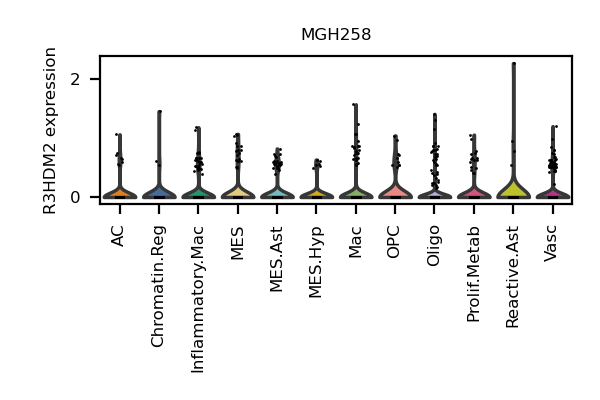 MGH258
R3HDM2 expression
2
0
AC
Chromatin.Reg
Inflammatory.Mac
MES
MES.Ast
MES.Hyp
Mac
OPC
Oligo
Prolif.Metab
Reactive.Ast
Vasc